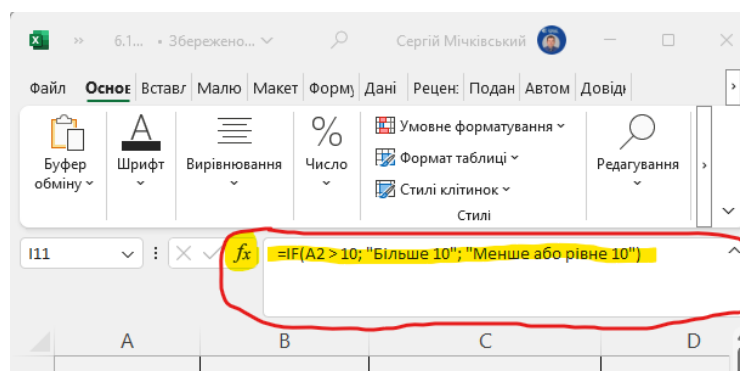 6.1... • Збережено...
Сергій Мічківський
Файл Основ Вставл Малю Макет Форму Дані Рецен: Подан Автом Довідк
Буфер обміну
Шрифт
Вирівнювання
Число
Умовне форматування
Формат таблиці
Стилі клітинок
Стилі
Редагування
I11
fx =IF(A2 > 10; "Більше 10"; "Менше або рівне 10")
A B C D